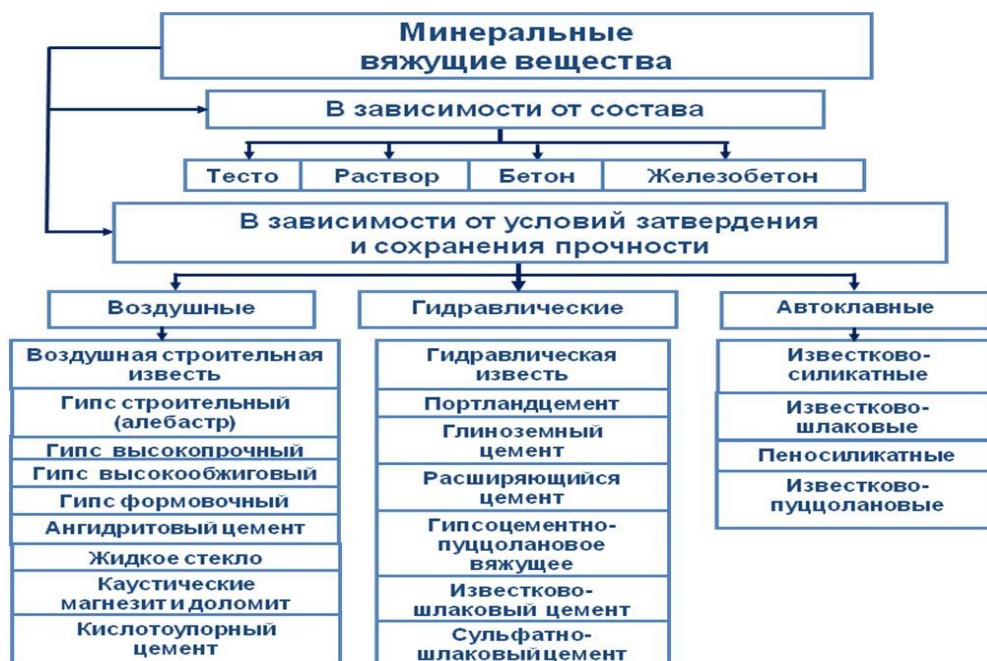 Минеральные
вяжущие вещества
В зависимости от состава
Тесто
Раствор
Бетон
Железобетон
В зависимости от условий затвердения
и сохранения прочности
Воздушные
Воздушная строительная
известь
Гипс строительный
(алебастр)
Гипс высокопрочный
Гипс высокообжиговый
Гипс формовочный
Ангидритовый цемент
Жидкое стекло
Каустические
магнезит и доломит
Кислотоупорный
цемент
Гидравлические
Гидравлическая
известь
Портландцемент
Глиноземный
цемент
Расширяющийся
цемент
Гипсоцементно-
пуццолановое
вяжущее
Известково-
шлаковый цемент
Сульфатно-
шлаковый цемент
Автоклавные
Известково-
силикатные
Известково-
шлаковые
Пеносиликатные
Известково-
пуццолановые